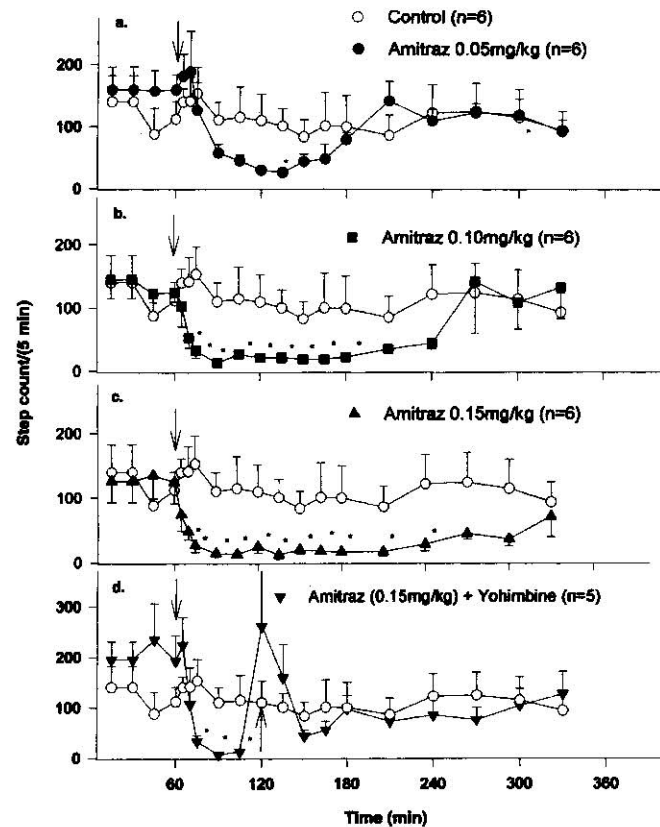 a.
Control (n=6)
Amitraz 0.05mg/kg (n=6)
200
100
0
b.
Amitraz 0.10mg/kg (n=6)
200
100
0
c.
Amitraz 0.15mg/kg (n=6)
200
100
0
d.
Amitraz (0.15mg/kg) + Yohimbine (n=5)
300
200
100
0
Step count/(5 min)
60 120 180 240 300 360
Time (min)